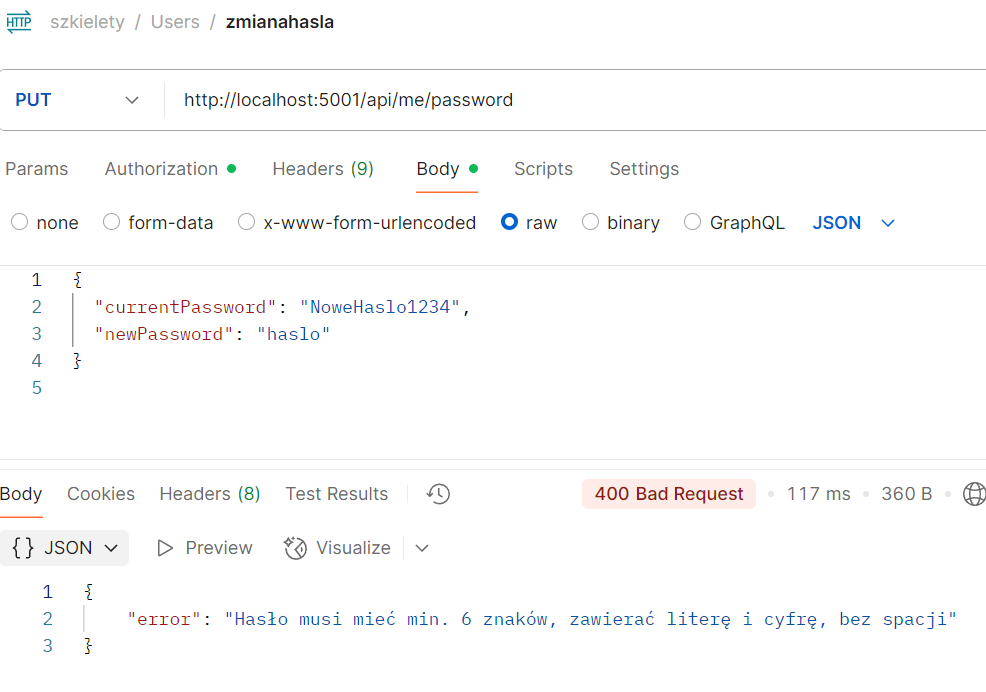 HTTP szkielety / Users / zmianahasla
PUT http://localhost:5001/api/me/password
Params Authorization Headers (9) Body Scripts Settings
none form-data x-www-form-urlencoded raw binary GraphQL JSON
1 {
2 "currentPassword": "NoweHaslo1234",
3 "newPassword": "haslo"
4 }
5
Body Cookies Headers (8) Test Results 400 Bad Request • 117 ms • 360 B •
{} JSON Preview Visualize
1 {
2 "error": "Hasło musi mieć min. 6 znaków, zawierać literę i cyfrę, bez spacji"
3 }